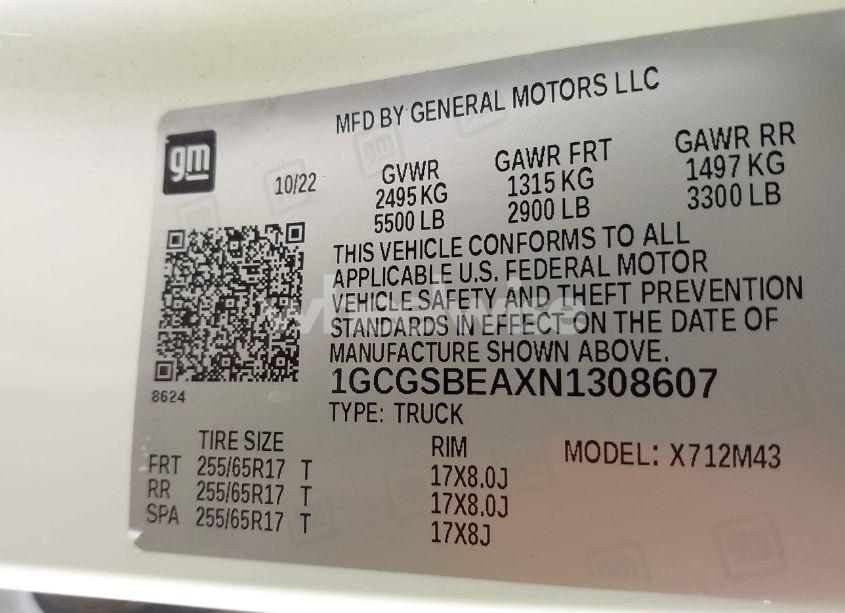 MFD BY GENERAL MOTORS LLC
gm
10/22
GVWR GAWR FRT GAWR RR
2495 KG 1315 KG 1497 KG
5500 LB 2900 LB 3300 LB
THIS VEHICLE CONFORMS TO ALL
APPLICABLE U.S. FEDERAL MOTOR
VEHICLE SAFETY AND THEFT PREVENTION
STANDARDS IN EFFECT ON THE DATE OF
MANUFACTURE SHOWN ABOVE.
8624
1GCGSBEAXN1308607
TYPE: TRUCK
TIRE SIZE RIM MODEL: X712M43
FRT 255/65R17 T 17X8.0J
RR 255/65R17 T 17X8.0J
SPA 255/65R17 T 17X8J